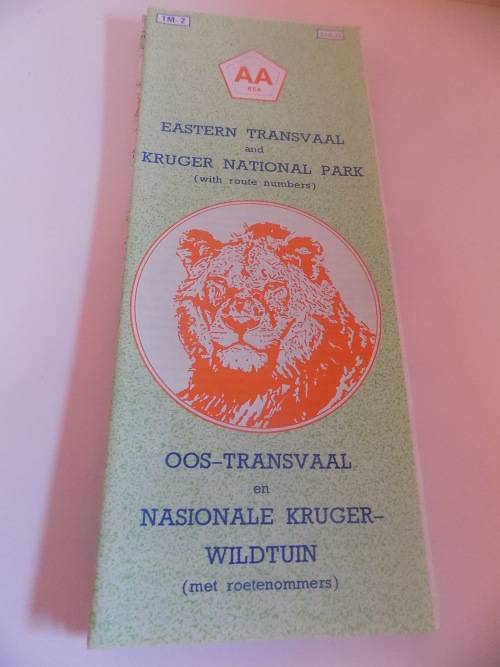 TM-2
AA
RSA
EASTERN TRANSVAAL
and
KRUGER NATIONAL PARK
(with route numbers)
OOS-TRANSVAAL
en
NASIONALE KRUGER-
WILDTUIN
(met roetenommers)